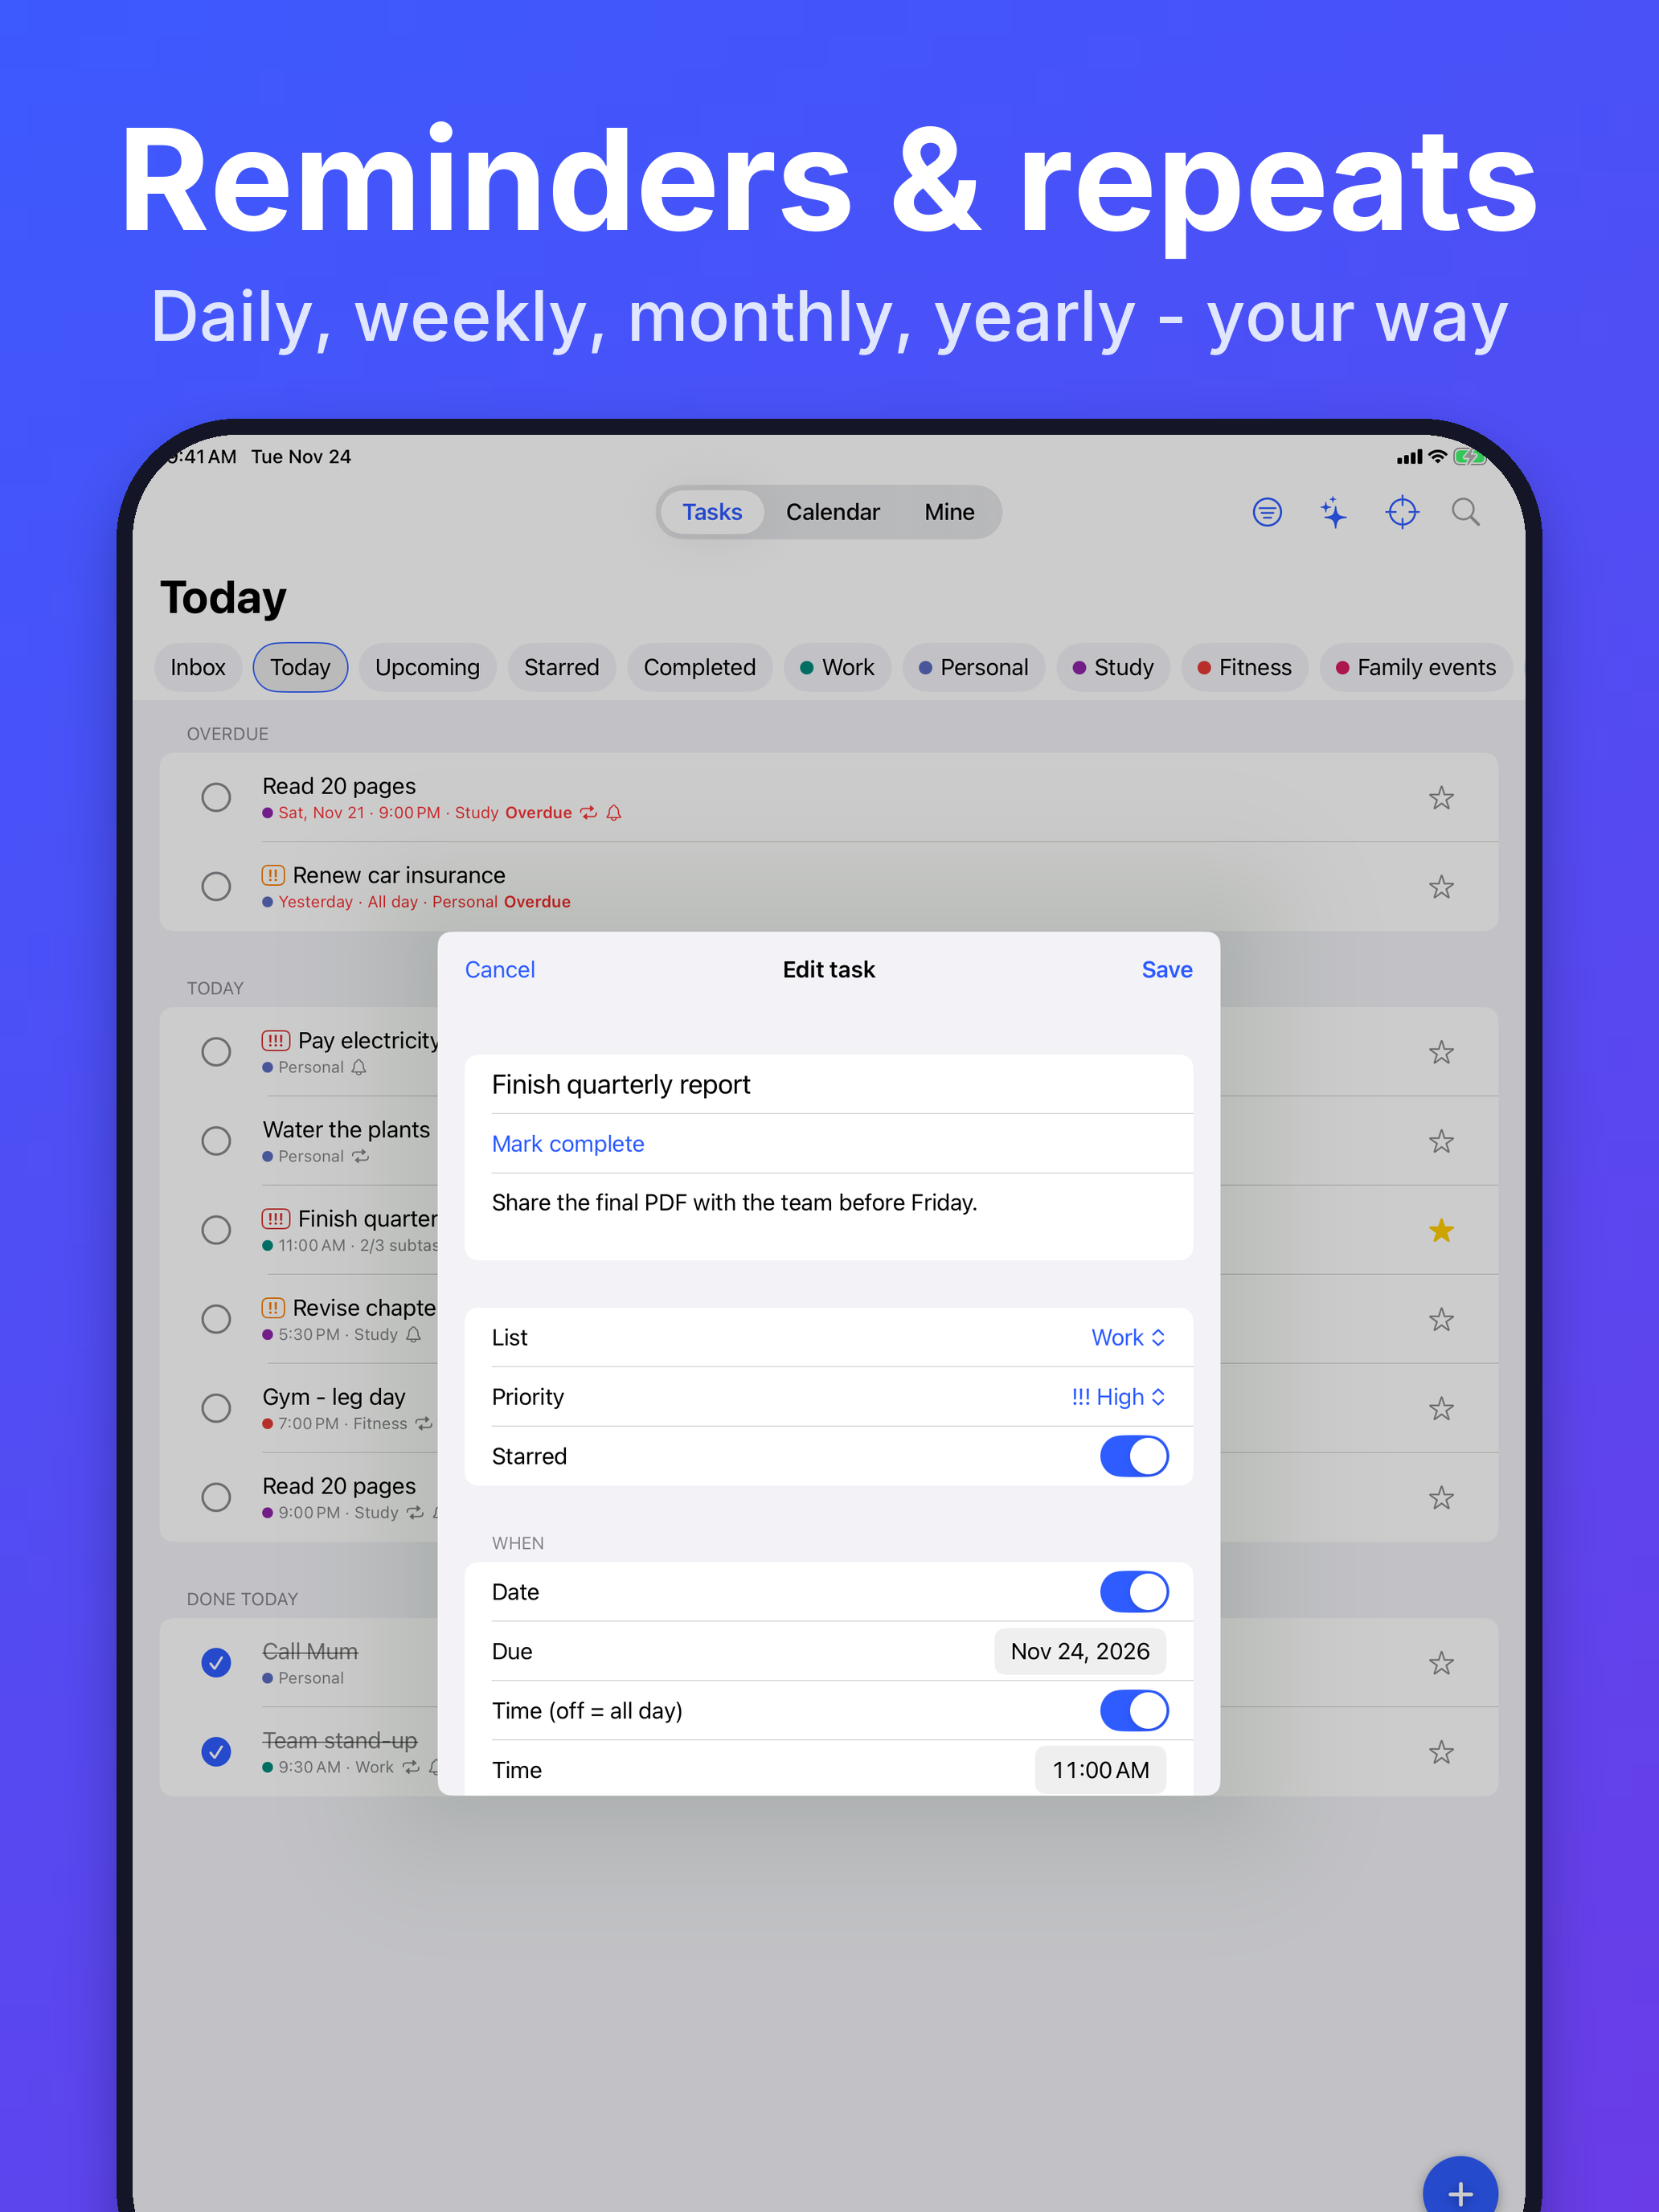 Reminders & repeats
Daily, weekly, monthly, yearly - your way
9:41 AM Tue Nov 24
Tasks Calendar Mine
Today
Inbox Today Upcoming Starred Completed Work Personal Study Fitness Family events
OVERDUE
Read 20 pages
Sat, Nov 21 · 9:00 PM · Study Overdue
!! Renew car insurance
Yesterday · All day · Personal Overdue
Cancel Edit task Save
TODAY
!!! Pay electricity
Personal
Water the plants
Personal
!!! Finish quarter
11:00 AM · 2/3 subtas
!! Revise chapte
5:30 PM · Study
Gym - leg day
7:00 PM · Fitness
Read 20 pages
9:00 PM · Study
DONE TODAY
Call Mum
Personal
Team stand-up
9:30 AM · Work
Finish quarterly report
Mark complete
Share the final PDF with the team before Friday.
List Work
Priority !!! High
Starred
WHEN
Date
Due Nov 24, 2026
Time (off = all day)
Time 11:00 AM